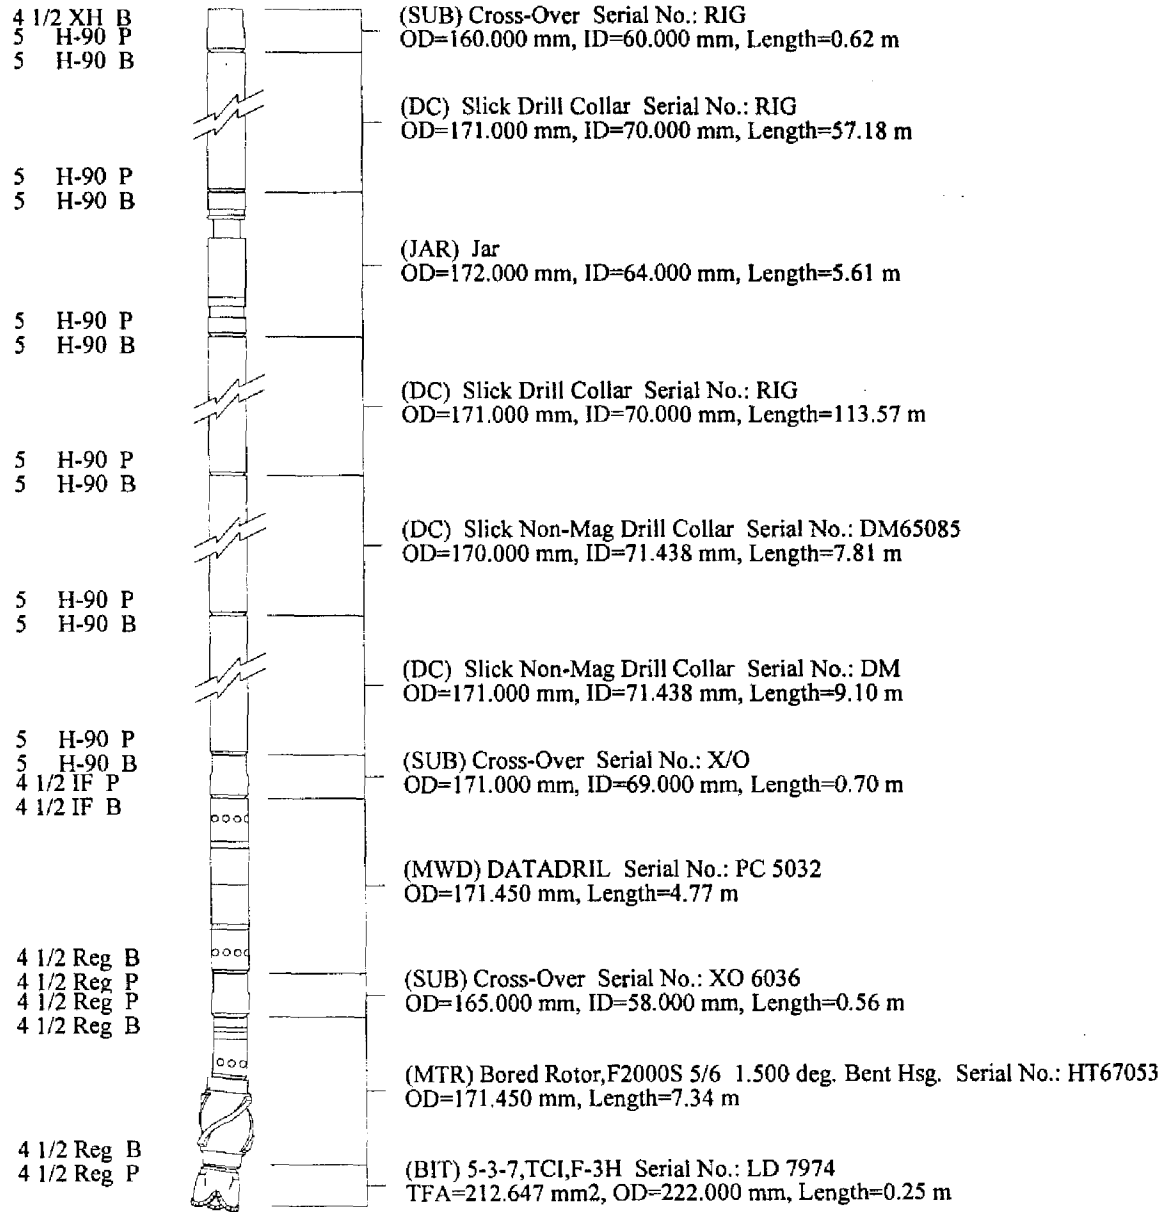 4 1/2 XH B
5 H-90 P
5 H-90 B
(SUB) Cross-Over Serial No.: RIG
OD=160.000 mm, ID=60.000 mm, Length=0.62 m
(DC) Slick Drill Collar Serial No.: RIG
OD=171.000 mm, ID=70.000 mm, Length=57.18 m
5 H-90 P
5 H-90 B
(JAR) Jar
OD=172.000 mm, ID=64.000 mm, Length=5.61 m
5 H-90 P
5 H-90 B
(DC) Slick Drill Collar Serial No.: RIG
OD=171.000 mm, ID=70.000 mm, Length=113.57 m
5 H-90 P
5 H-90 B
(DC) Slick Non-Mag Drill Collar Serial No.: DM65085
OD=170.000 mm, ID=71.438 mm, Length=7.81 m
5 H-90 P
5 H-90 B
(DC) Slick Non-Mag Drill Collar Serial No.: DM
OD=171.000 mm, ID=71.438 mm, Length=9.10 m
5 H-90 P
5 H-90 B
4 1/2 IF P
4 1/2 IF B
(SUB) Cross-Over Serial No.: X/O
OD=171.000 mm, ID=69.000 mm, Length=0.70 m
(MWD) DATADRIL Serial No.: PC 5032
OD=171.450 mm, Length=4.77 m
4 1/2 Reg B
4 1/2 Reg P
4 1/2 Reg P
4 1/2 Reg B
(SUB) Cross-Over Serial No.: XO 6036
OD=165.000 mm, ID=58.000 mm, Length=0.56 m
(MTR) Bored Rotor,F2000S 5/6 1.500 deg. Bent Hsg. Serial No.: HT67053
OD=171.450 mm, Length=7.34 m
4 1/2 Reg B
4 1/2 Reg P
(BIT) 5-3-7,TCI,F-3H Serial No.: LD 7974
TFA=212.647 mm2, OD=222.000 mm, Length=0.25 m